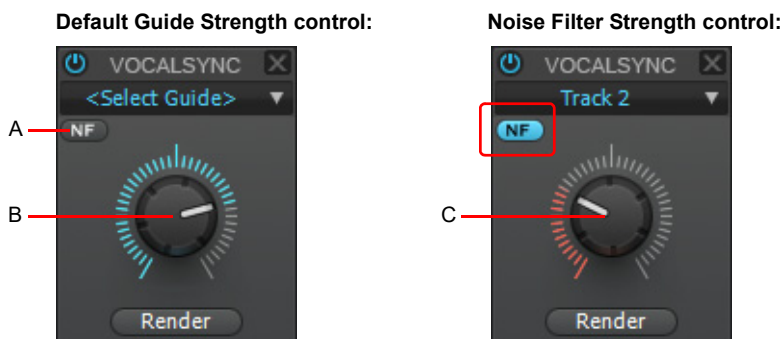 Default Guide Strength control:
Noise Filter Strength control:
VOCALSYNC X
<Select Guide>
A NF
B
Render
VOCALSYNC X
Track 2
NF
C
Render